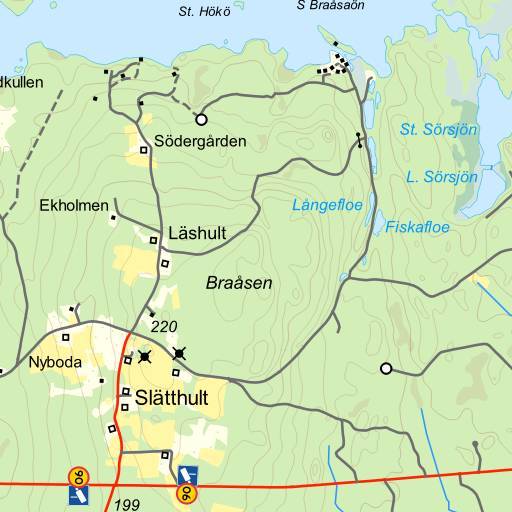 S Braåsaön
St. Hökö
dkullen
St. Sörsjön
Södergården
L. Sörsjön
Ekholmen
Långefloe
Fiskafloe
Läshult
Braåsen
220
Nyboda
Slätthult
90
90
199